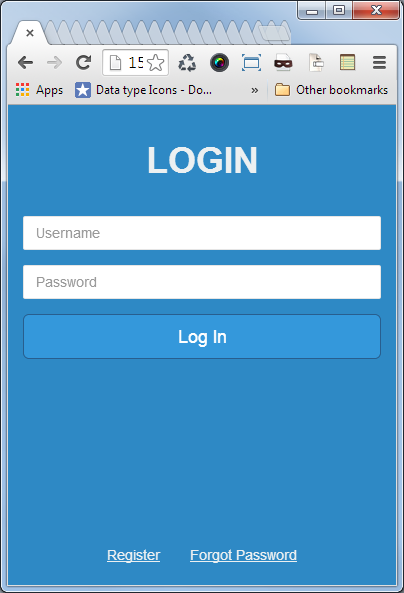 15
Apps Data type Icons - Do... » Other bookmarks
LOGIN
Username
Password
Log In
Register Forgot Password